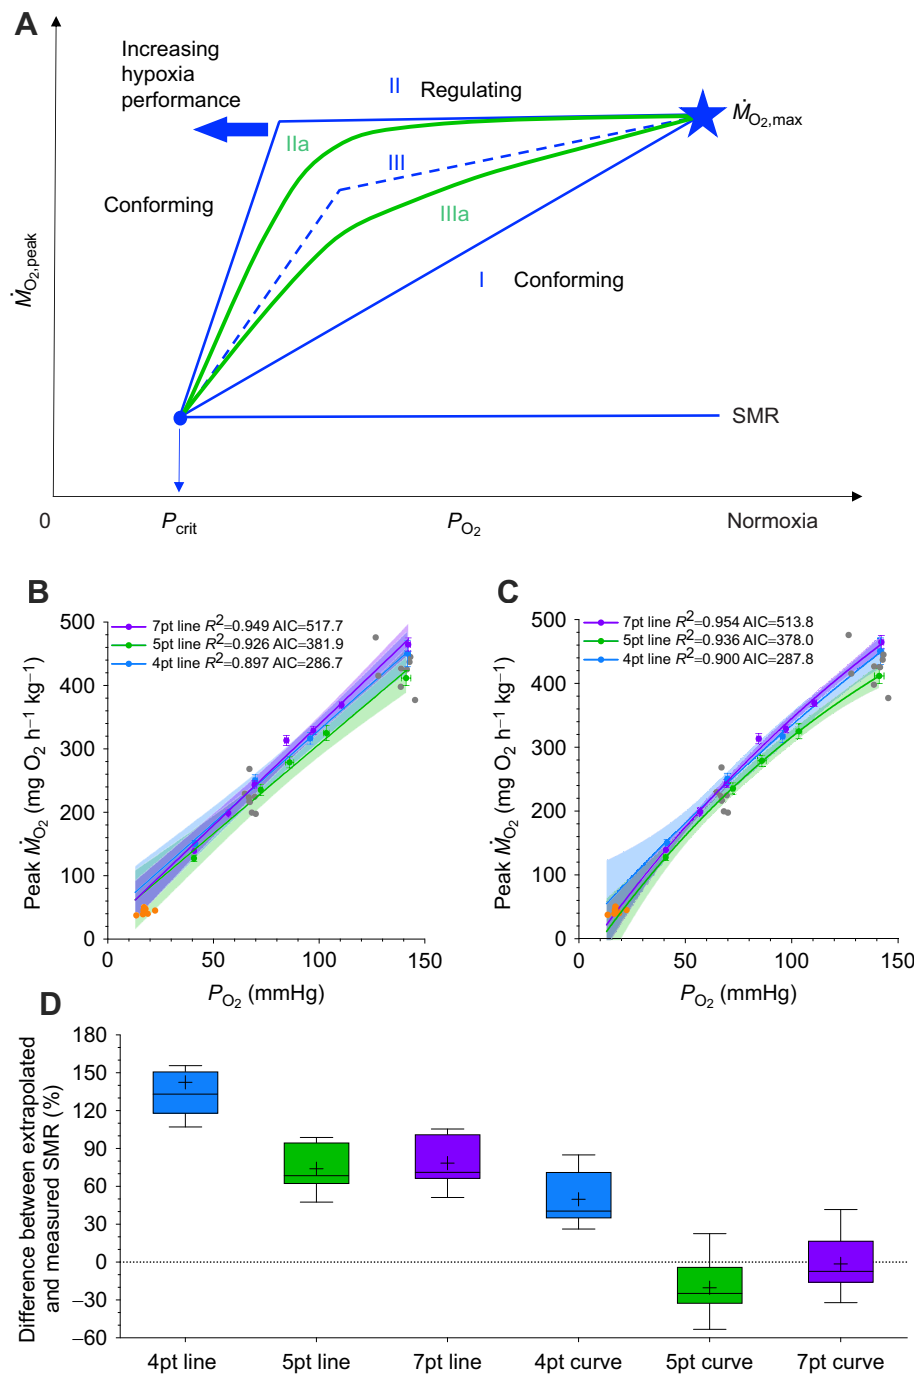 A
Increasing
hypoxia
performance
II Regulating
ṀO2,max
IIa
III
Conforming
IIIa
I Conforming
ṀO2,peak
SMR
0 Pcrit PO2 Normoxia
B
7pt line R2=0.949 AIC=517.7
5pt line R2=0.926 AIC=381.9
4pt line R2=0.897 AIC=286.7
Peak ṀO2 (mg O2 h–1 kg–1)
500
400
300
200
100
0
0 50 100 150
PO2 (mmHg)
C
7pt line R2=0.954 AIC=513.8
5pt line R2=0.936 AIC=378.0
4pt line R2=0.900 AIC=287.8
Peak ṀO2 (mg O2 h–1 kg–1)
500
400
300
200
100
0
0 50 100 150
PO2 (mmHg)
D
Difference between extrapolated
and measured SMR (%)
180
150
120
90
60
30
0
–30
–60
4pt line 5pt line 7pt line 4pt curve 5pt curve 7pt curve